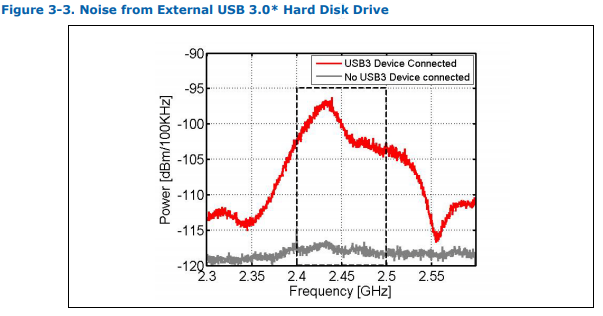 Figure 3-3. Noise from External USB 3.0* Hard Disk Drive
-90
USB3 Device Connected
No USB3 Device connected
-95
-100
-105
-110
-115
-120
Power [dBm/100KHz]
2.3 2.35 2.4 2.45 2.5 2.55
Frequency [GHz]